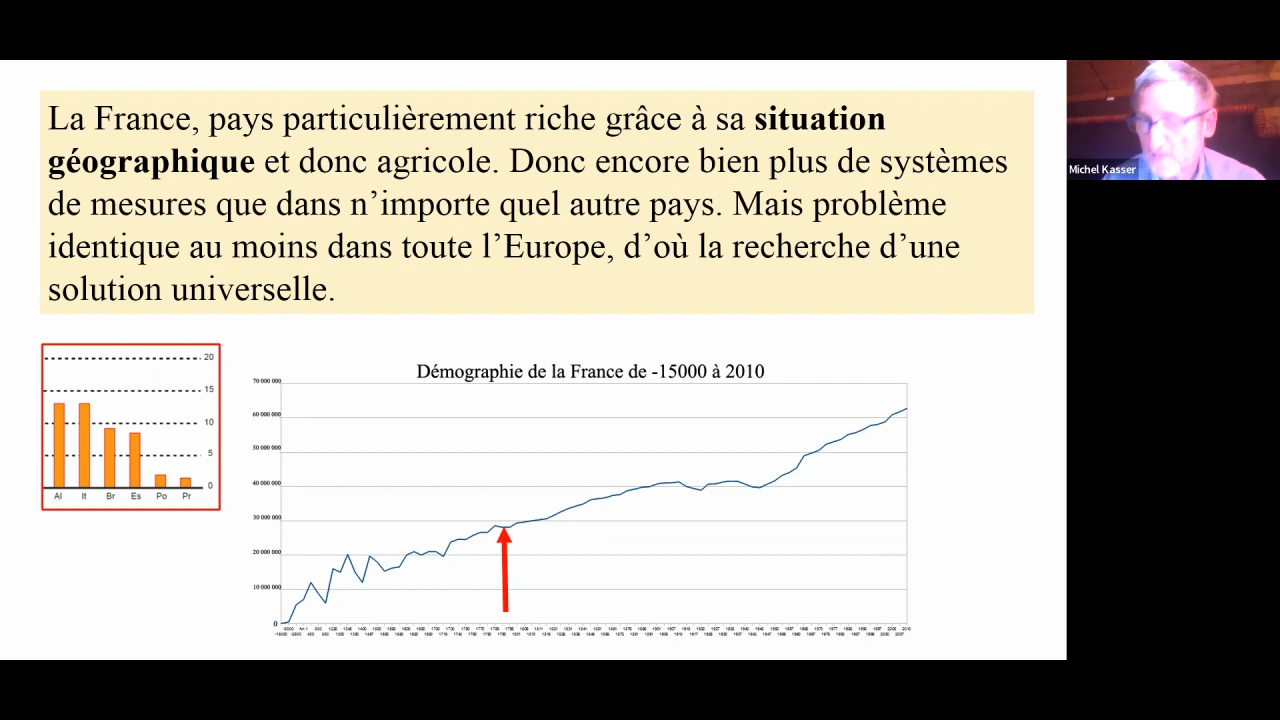 La France, pays particulièrement riche grâce à sa situation
géographique et donc agricole. Donc encore bien plus de systèmes
de mesures que dans n’importe quel autre pays. Mais problème
identique au moins dans toute l’Europe, d’où la recherche d’une
solution universelle.
Michel Kasser
20
15
10
5
0
Al It Br Es Po Pr
Démographie de la France de -15000 à 2010
70 000 000
60 000 000
50 000 000
40 000 000
30 000 000
20 000 000
10 000 000
0